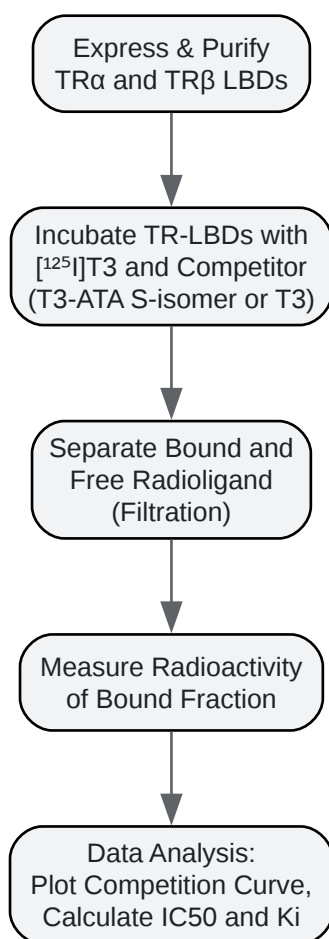 Express & Purify
TRα and TRβ LBDs
Incubate TR-LBDs with
[¹²⁵I]T3 and Competitor
(T3-ATA S-isomer or T3)
Separate Bound and
Free Radioligand
(Filtration)
Measure Radioactivity
of Bound Fraction
Data Analysis:
Plot Competition Curve,
Calculate IC50 and Ki